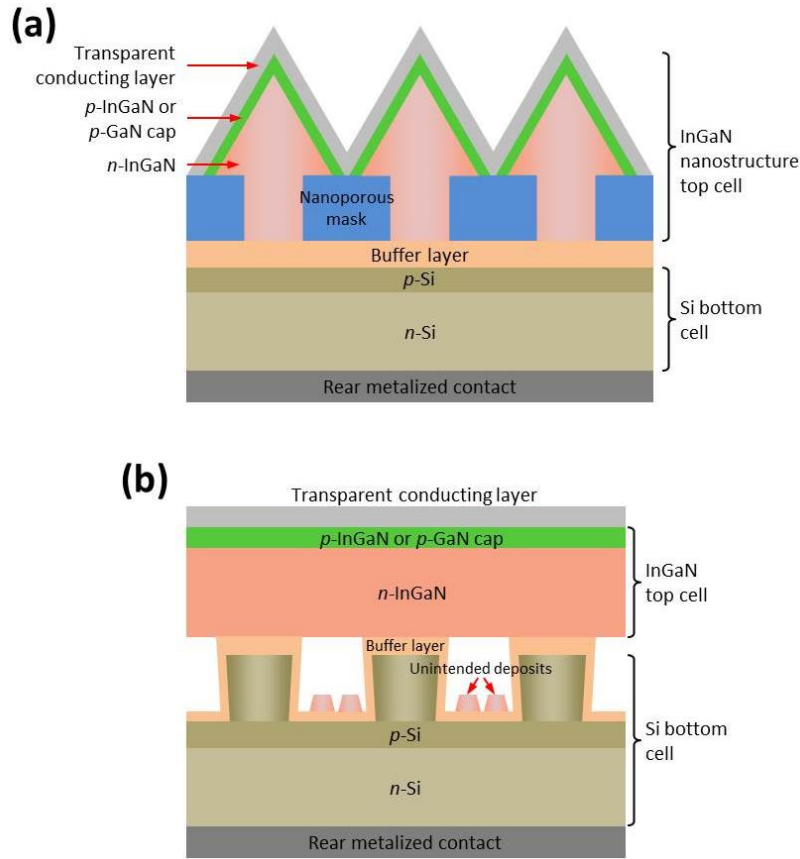 (a)
Transparent
conducting layer
p-InGaN or
p-GaN cap
n-InGaN
Nanoporous
mask
Buffer layer
p-Si
n-Si
Rear metalized contact
InGaN
nanostructure
top cell
Si bottom
cell
(b)
Transparent conducting layer
p-InGaN or p-GaN cap
n-InGaN
Buffer layer
Unintended deposits
p-Si
n-Si
Rear metalized contact
InGaN
top cell
Si bottom
cell